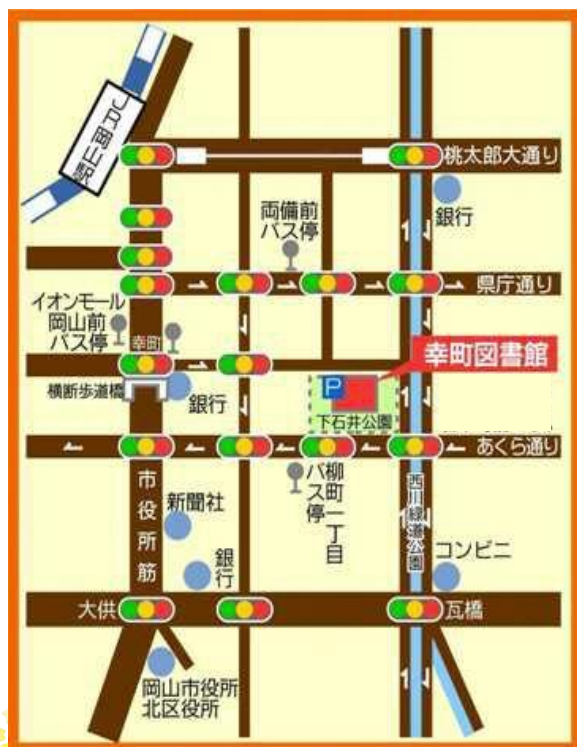 JR岡山駅
桃太郎大通り
銀行
両備前
バス停
県庁通り
イオンモール
岡山前
バス停
幸町
幸町図書館
横断歩道橋
銀行
P
下石井公園
あくら通り
市役所筋
新聞社
銀行
柳町一丁目
バス停
西川緑道公園
コンビニ
大供
瓦橋
岡山市役所
北区役所